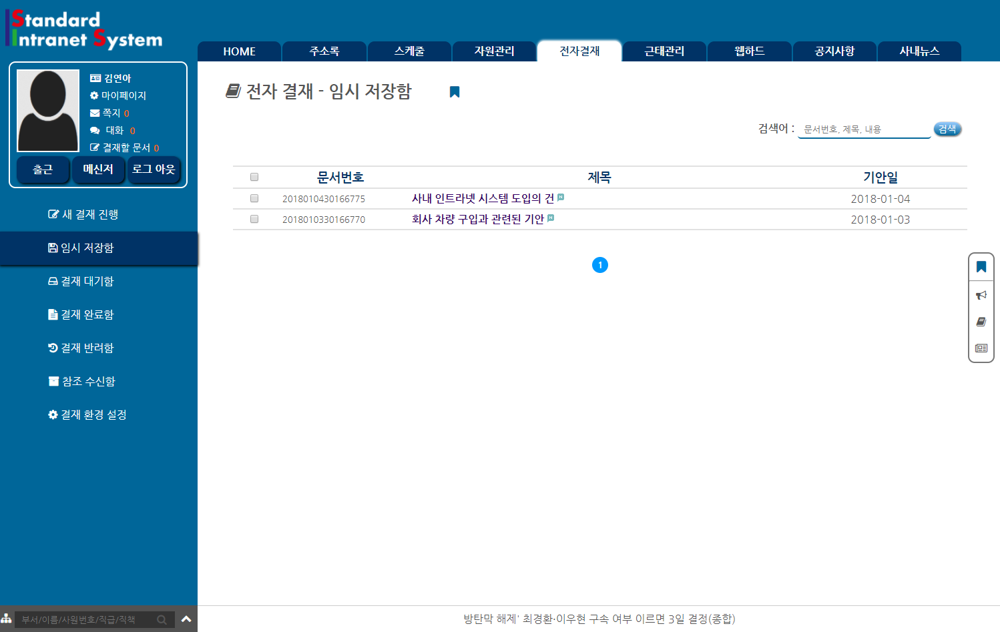 Standard
Intranet System
HOME 주소록 스케줄 자원관리 전자결재 근태관리 웹하드 공지사항 사내뉴스
김연아
마이페이지
쪽지 0
대화 0
결재할 문서 0
출근 메신저 로그 아웃
새 결재 진행
임시 저장함
결재 대기함
결재 완료함
결재 반려함
참조 수신함
결재 환경 설정
부서/이름/사원번호/직급/직책
전자 결재 - 임시 저장함
검색어 : 문서번호, 제목, 내용 검색
문서번호 제목 기안일
2018010430166775 사내 인트라넷 시스템 도입의 건 N 2018-01-04
2018010330166770 회사 차량 구입과 관련된 기안 N 2018-01-03
1
방탄막 해제' 최경환·이우현 구속 여부 이르면 3일 결정(종합)